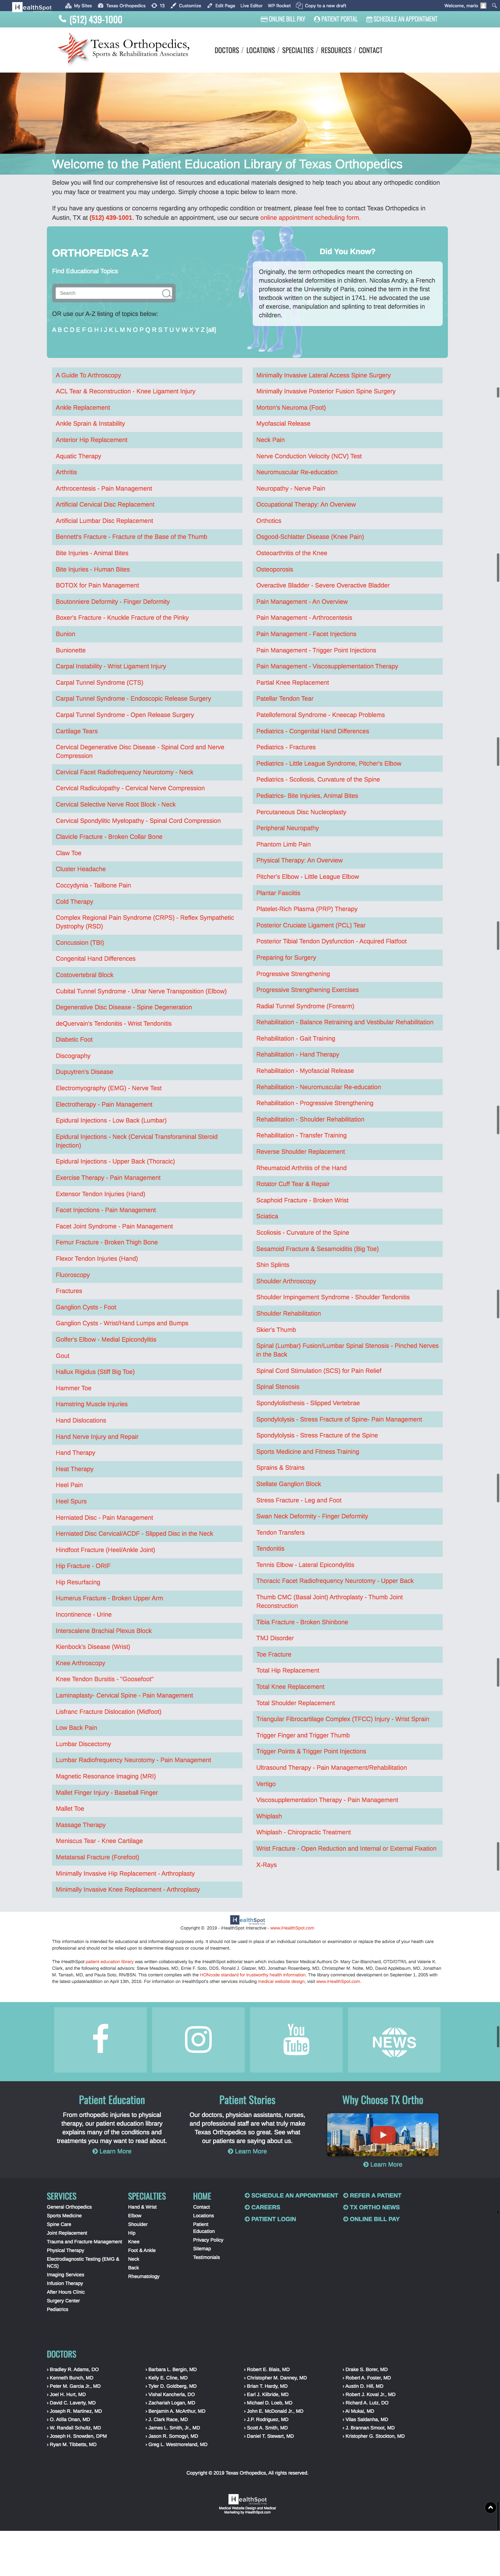 HealthSpot My Sites Texas Orthopedics 13 Customize Edit Page Live Editor WP Rocket Copy to a new draft Welcome, mario
(512) 439-1000 ONLINE BILL PAY PATIENT PORTAL SCHEDULE AN APPOINTMENT
Texas Orthopedics,
Sports & Rehabilitation Associates
DOCTORS / LOCATIONS / SPECIALTIES / RESOURCES / CONTACT
Welcome to the Patient Education Library of Texas Orthopedics
Below you will find our comprehensive list of resources and educational materials designed to help teach you about any orthopedic condition
you may face or treatment you may undergo. Simply choose a topic below to learn more.
If you have any questions or concerns regarding any orthopedic condition or treatment, please feel free to contact Texas Orthopedics in
Austin, TX at (512) 439-1001. To schedule an appointment, use our secure online appointment scheduling form.
ORTHOPEDICS A-Z
Find Educational Topics
Search
OR use our A-Z listing of topics below:
A B C D E F G H I J K L M N O P Q R S T U V W X Y Z [all]
Did You Know?
Originally, the term orthopedics meant the correcting on
musculoskeletal deformities in children. Nicolas Andry, a French
professor at the University of Paris, coined the term in the first
textbook written on the subject in 1741. He advocated the use
of exercise, manipulation and splinting to treat deformities in
children.
A Guide To Arthroscopy
ACL Tear & Reconstruction - Knee Ligament Injury
Ankle Replacement
Ankle Sprain & Instability
Anterior Hip Replacement
Aquatic Therapy
Arthritis
Arthrocentesis - Pain Management
Artificial Cervical Disc Replacement
Artificial Lumbar Disc Replacement
Bennett's Fracture - Fracture of the Base of the Thumb
Bite Injuries - Animal Bites
Bite Injuries - Human Bites
BOTOX for Pain Management
Boutonniere Deformity - Finger Deformity
Boxer's Fracture - Knuckle Fracture of the Pinky
Bunion
Bunionette
Carpal Instability - Wrist Ligament Injury
Carpal Tunnel Syndrome (CTS)
Carpal Tunnel Syndrome - Endoscopic Release Surgery
Carpal Tunnel Syndrome - Open Release Surgery
Cartilage Tears
Cervical Degenerative Disc Disease - Spinal Cord and Nerve
Compression
Cervical Facet Radiofrequency Neurotomy - Neck
Cervical Radiculopathy - Cervical Nerve Compression
Cervical Selective Nerve Root Block - Neck
Cervical Spondylitic Myelopathy - Spinal Cord Compression
Clavicle Fracture - Broken Collar Bone
Claw Toe
Cluster Headache
Coccydynia - Tailbone Pain
Cold Therapy
Complex Regional Pain Syndrome (CRPS) - Reflex Sympathetic
Dystrophy (RSD)
Concussion (TBI)
Congenital Hand Differences
Costovertebral Block
Cubital Tunnel Syndrome - Ulnar Nerve Transposition (Elbow)
Degenerative Disc Disease - Spine Degeneration
deQuervain's Tendonitis - Wrist Tendonitis
Diabetic Foot
Discography
Dupuytren's Disease
Electromyography (EMG) - Nerve Test
Electrotherapy - Pain Management
Epidural Injections - Low Back (Lumbar)
Epidural Injections - Neck (Cervical Transforaminal Steroid
Injection)
Epidural Injections - Upper Back (Thoracic)
Exercise Therapy - Pain Management
Extensor Tendon Injuries (Hand)
Facet Injections - Pain Management
Facet Joint Syndrome - Pain Management
Femur Fracture - Broken Thigh Bone
Flexor Tendon Injuries (Hand)
Fluoroscopy
Fractures
Ganglion Cysts - Foot
Ganglion Cysts - Wrist/Hand Lumps and Bumps
Golfer's Elbow - Medial Epicondylitis
Gout
Hallux Rigidus (Stiff Big Toe)
Hammer Toe
Hamstring Muscle Injuries
Hand Dislocations
Hand Nerve Injury and Repair
Hand Therapy
Heat Therapy
Heel Pain
Heel Spurs
Herniated Disc - Pain Management
Herniated Disc Cervical/ACDF - Slipped Disc in the Neck
Hindfoot Fracture (Heel/Ankle Joint)
Hip Fracture - ORIF
Hip Resurfacing
Humerus Fracture - Broken Upper Arm
Incontinence - Urine
Interscalene Brachial Plexus Block
Kienbock's Disease (Wrist)
Knee Arthroscopy
Knee Tendon Bursitis - "Goosefoot"
Laminaplasty- Cervical Spine - Pain Management
Lisfranc Fracture Dislocation (Midfoot)
Low Back Pain
Lumbar Discectomy
Lumbar Radiofrequency Neurotomy - Pain Management
Magnetic Resonance Imaging (MRI)
Mallet Finger Injury - Baseball Finger
Mallet Toe
Massage Therapy
Meniscus Tear - Knee Cartilage
Metatarsal Fracture (Forefoot)
Minimally Invasive Hip Replacement - Arthroplasty
Minimally Invasive Knee Replacement - Arthroplasty
Minimally Invasive Lateral Access Spine Surgery
Minimally Invasive Posterior Fusion Spine Surgery
Morton's Neuroma (Foot)
Myofascial Release
Neck Pain
Nerve Conduction Velocity (NCV) Test
Neuromuscular Re-education
Neuropathy - Nerve Pain
Occupational Therapy: An Overview
Orthotics
Osgood-Schlatter Disease (Knee Pain)
Osteoarthritis of the Knee
Osteoporosis
Overactive Bladder - Severe Overactive Bladder
Pain Management - An Overview
Pain Management - Arthrocentesis
Pain Management - Facet Injections
Pain Management - Trigger Point Injections
Pain Management - Viscosupplementation Therapy
Partial Knee Replacement
Patellar Tendon Tear
Patellofemoral Syndrome - Kneecap Problems
Pediatrics - Congenital Hand Differences
Pediatrics - Fractures
Pediatrics - Little League Syndrome, Pitcher's Elbow
Pediatrics - Scoliosis, Curvature of the Spine
Pediatrics- Bite Injuries, Animal Bites
Percutaneous Disc Nucleoplasty
Peripheral Neuropathy
Phantom Limb Pain
Physical Therapy: An Overview
Pitcher's Elbow - Little League Elbow
Plantar Fasciitis
Platelet-Rich Plasma (PRP) Therapy
Posterior Cruciate Ligament (PCL) Tear
Posterior Tibial Tendon Dysfunction - Acquired Flatfoot
Preparing for Surgery
Progressive Strengthening
Progressive Strengthening Exercises
Radial Tunnel Syndrome (Forearm)
Rehabilitation - Balance Retraining and Vestibular Rehabilitation
Rehabilitation - Gait Training
Rehabilitation - Hand Therapy
Rehabilitation - Myofascial Release
Rehabilitation - Neuromuscular Re-education
Rehabilitation - Progressive Strengthening
Rehabilitation - Shoulder Rehabilitation
Rehabilitation - Transfer Training
Reverse Shoulder Replacement
Rheumatoid Arthritis of the Hand
Rotator Cuff Tear & Repair
Scaphoid Fracture - Broken Wrist
Sciatica
Scoliosis - Curvature of the Spine
Sesamoid Fracture & Sesamoiditis (Big Toe)
Shin Splints
Shoulder Arthroscopy
Shoulder Impingement Syndrome - Shoulder Tendonitis
Shoulder Rehabilitation
Skier's Thumb
Spinal (Lumbar) Fusion/Lumbar Spinal Stenosis - Pinched Nerves
in the Back
Spinal Cord Stimulation (SCS) for Pain Relief
Spinal Stenosis
Spondylolisthesis - Slipped Vertebrae
Spondylolysis - Stress Fracture of Spine- Pain Management
Spondylolysis - Stress Fracture of the Spine
Sports Medicine and Fitness Training
Sprains & Strains
Stellate Ganglion Block
Stress Fracture - Leg and Foot
Swan Neck Deformity - Finger Deformity
Tendon Transfers
Tendonitis
Tennis Elbow - Lateral Epicondylitis
Thoracic Facet Radiofrequency Neurotomy - Upper Back
Thumb CMC (Basal Joint) Arthroplasty - Thumb Joint
Reconstruction
Tibia Fracture - Broken Shinbone
TMJ Disorder
Toe Fracture
Total Hip Replacement
Total Knee Replacement
Total Shoulder Replacement
Triangular Fibrocartilage Complex (TFCC) Injury - Wrist Sprain
Trigger Finger and Trigger Thumb
Trigger Points & Trigger Point Injections
Ultrasound Therapy - Pain Management/Rehabilitation
Vertigo
Viscosupplementation Therapy - Pain Management
Whiplash
Whiplash - Chiropractic Treatment
Wrist Fracture - Open Reduction and Internal or External Fixation
X-Rays
HealthSpot
Copyright © 2019 - iHealthSpot Interactive - www.iHealthSpot.com
This information is intended for educational and informational purposes only. It should not be used in place of an individual consultation or examination or replace the advice of your health care
professional and should not be relied upon to determine diagnosis or course of treatment.
The iHealthSpot patient education library was written collaboratively by the iHealthSpot editorial team which includes Senior Medical Authors Dr. Mary Car-Blanchard, OTD/OTR/L and Valerie K.
Clark, and the following editorial advisors: Steve Meadows, MD, Ernie F. Soto, DDS, Ronald J. Glatzer, MD, Jonathan Rosenberg, MD, Christopher M. Nolte, MD, David Applebaum, MD, Jonathan
M. Tarrash, MD, and Paula Soto, RN/BSN. This content complies with the HONcode standard for trustworthy health information. The library commenced development on September 1, 2005 with
the latest update/addition on April 13th, 2016. For information on iHealthSpot's other services including medical website design, visit www.iHealthSpot.com.
You
Tube
NEWS
Patient Education
From orthopedic injuries to physical
therapy, our patient education library
explains many of the conditions and
treatments you may want to read about.
Learn More
Patient Stories
Our doctors, physician assistants, nurses,
and professional staff are what truly make
Texas Orthopedics so great. See what
our patients are saying about us.
Learn More
Why Choose TX Ortho
Learn More
SERVICES
General Orthopedics
Sports Medicine
Spine Care
Joint Replacement
Trauma and Fracture Management
Physical Therapy
Electrodiagnostic Testing (EMG &
NCS)
Imaging Services
Infusion Therapy
After Hours Clinic
Surgery Center
Pediatrics
SPECIALTIES
Hand & Wrist
Elbow
Shoulder
Hip
Knee
Foot & Ankle
Neck
Back
Rheumatology
HOME
Contact
Locations
Patient
Education
Privacy Policy
Sitemap
Testimonials
SCHEDULE AN APPOINTMENT
CAREERS
PATIENT LOGIN
REFER A PATIENT
TX ORTHO NEWS
ONLINE BILL PAY
DOCTORS
› Bradley R. Adams, DO
› Kenneth Bunch, MD
› Peter M. Garcia Jr., MD
› Joel H. Hurt, MD
› David C. Laverty, MD
› Joseph R. Martinez, MD
› O. Atilla Onan, MD
› W. Randall Schultz, MD
› Joseph H. Snowden, DPM
› Ryan M. Tibbetts, MD
› Barbara L. Bergin, MD
› Kelly E. Cline, MD
› Tyler D. Goldberg, MD
› Vishal Kancherla, DO
› Zachariah Logan, MD
› Benjamin A. McArthur, MD
› J. Clark Race, MD
› James L. Smith, Jr., MD
› Jason R. Somogyi, MD
› Greg L. Westmoreland, MD
› Robert E. Blais, MD
› Christopher M. Danney, MD
› Brian T. Hardy, MD
› Earl J. Kilbride, MD
› Michael D. Loeb, MD
› John E. McDonald Jr., MD
› J.P. Rodriguez, MD
› Scott A. Smith, MD
› Daniel T. Stewart, MD
› Drake S. Borer, MD
› Robert A. Foster, MD
› Austin D. Hill, MD
› Robert J. Koval Jr., MD
› Richard A. Lutz, DO
› Ai Mukai, MD
› Vilas Saldanha, MD
› J. Brannan Smoot, MD
› Kristopher G. Stockton, MD
Copyright © 2019 Texas Orthopedics, All rights reserved.
HealthSpot
Medical Website Design and Medical
Marketing by iHealthSpot.com